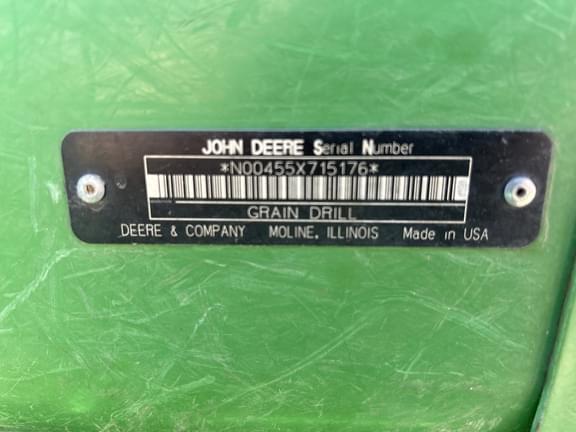 JOHN DEERE Serial Number
*N00455X715176*
GRAIN DRILL
DEERE & COMPANY MOLINE, ILLINOIS Made in USA